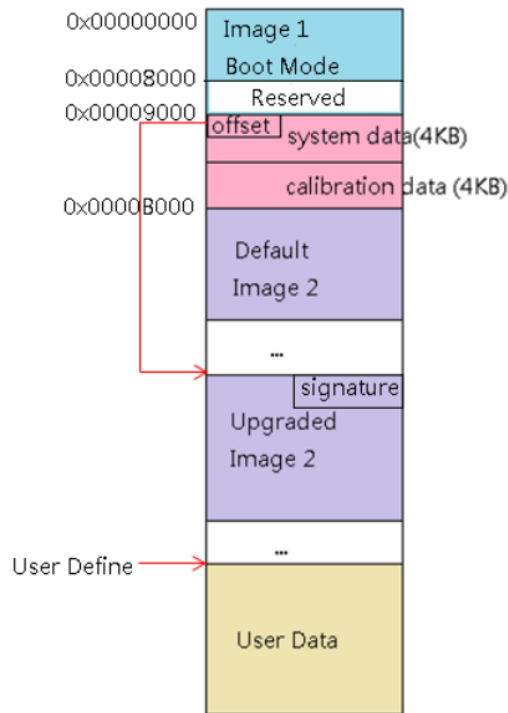 0x00000000
Image 1
Boot Mode
0x00008000
Reserved
0x00009000
offset
system data(4KB)
calibration data (4KB)
0x0000B000
Default
Image 2
...
signature
Upgraded
Image 2
...
User Define
User Data